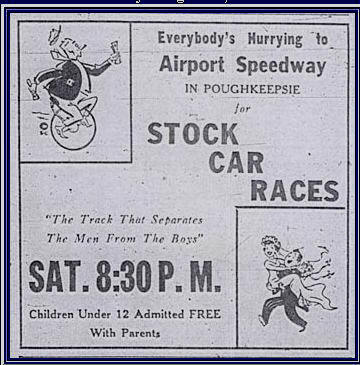 Everybody's Hurrying to
Airport Speedway
IN POUGHKEEPSIE
for
STOCK
CAR
RACES
"The Track That Separates
The Men From The Boys"
SAT. 8:30 P. M.
Children Under 12 Admitted FREE
With Parents